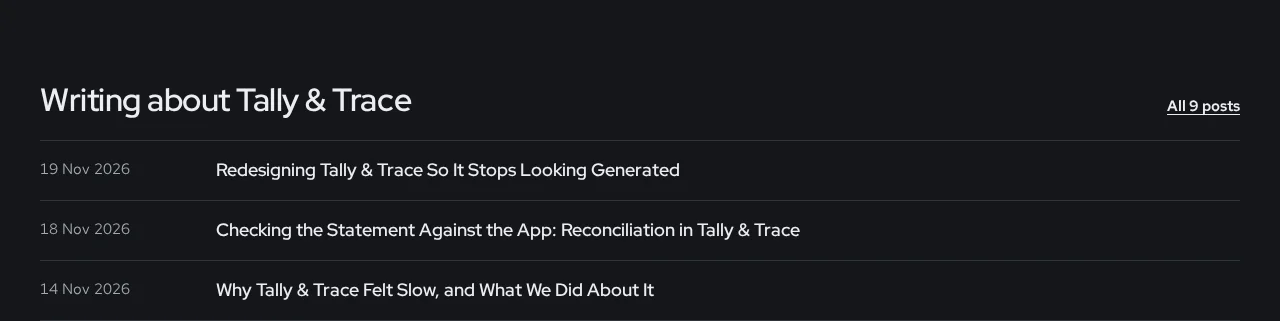 Writing about Tally & Trace
All 9 posts
19 Nov 2026
Redesigning Tally & Trace So It Stops Looking Generated
18 Nov 2026
Checking the Statement Against the App: Reconciliation in Tally & Trace
14 Nov 2026
Why Tally & Trace Felt Slow, and What We Did About It